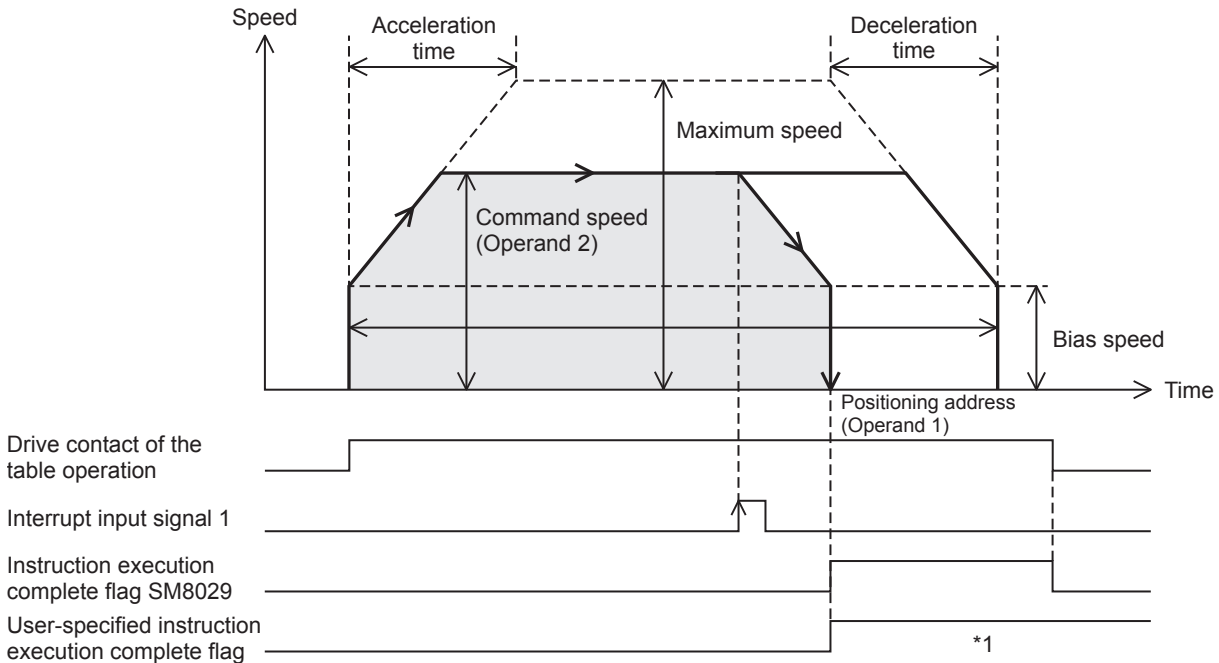 Speed
Acceleration
time
Deceleration
time
Maximum speed
Command speed
(Operand 2)
Bias speed
Time
Positioning address
(Operand 1)
Drive contact of the
table operation
Interrupt input signal 1
Instruction execution
complete flag SM8029
User-specified instruction
execution complete flag
*1